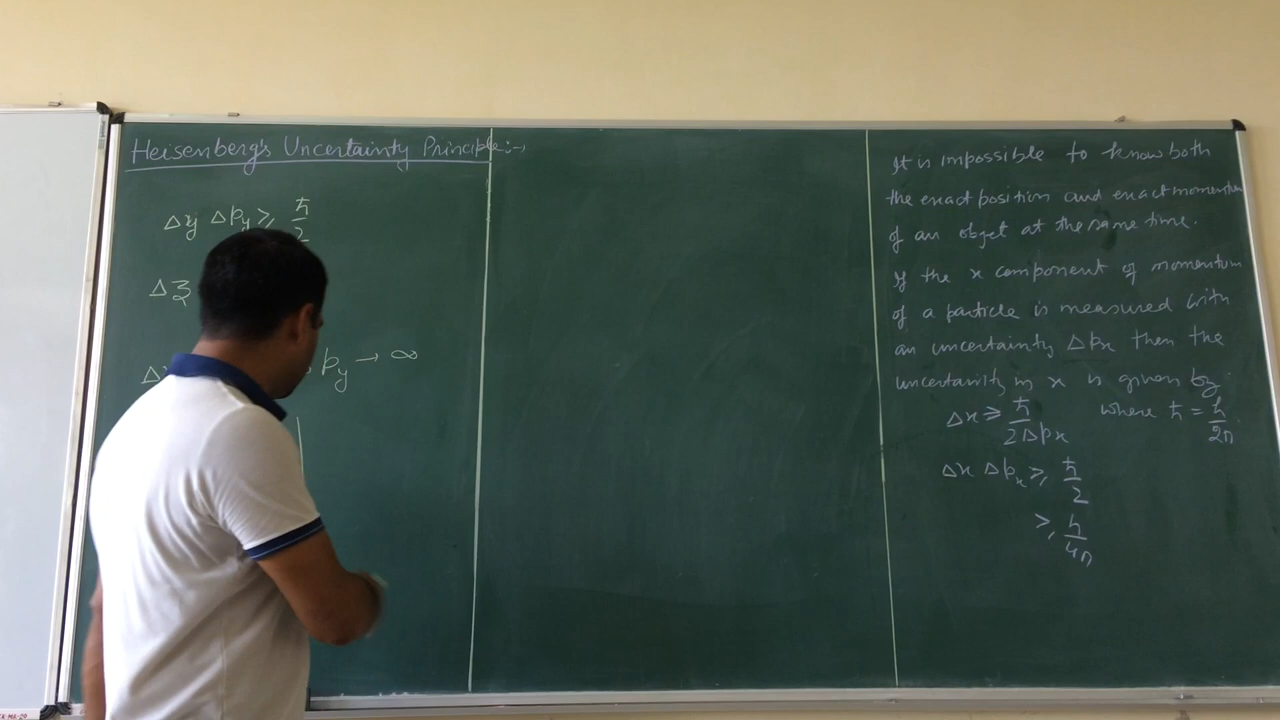 Heisenberg's Uncertainty Principle:-
Δy Δpy ≥ ħ/2
Δz
py → ∞
It is impossible to know both
the exact position and exact momentum
of an objet at the same time.
If the x component of momentum
of a particle is measured with
an uncertainty Δpx then the
uncertainity in x is given by
Δx ≥ ħ/2Δpx where ħ = h/2π
Δx Δpx ≥ ħ/2
≥ h/4π